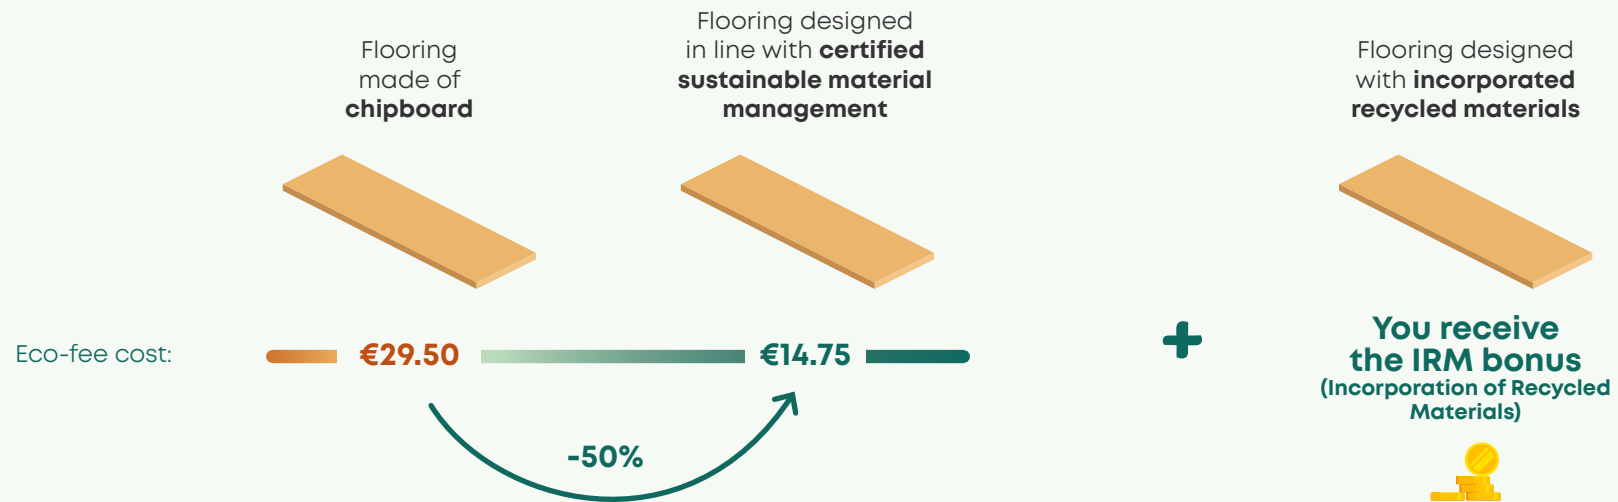 Flooring
made of
chipboard
Flooring designed
in line with certified
sustainable material
management
Flooring designed
with incorporated
recycled materials
Eco-fee cost:
€29.50
€14.75
-50%
+
You receive
the IRM bonus
(Incorporation of Recycled
Materials)